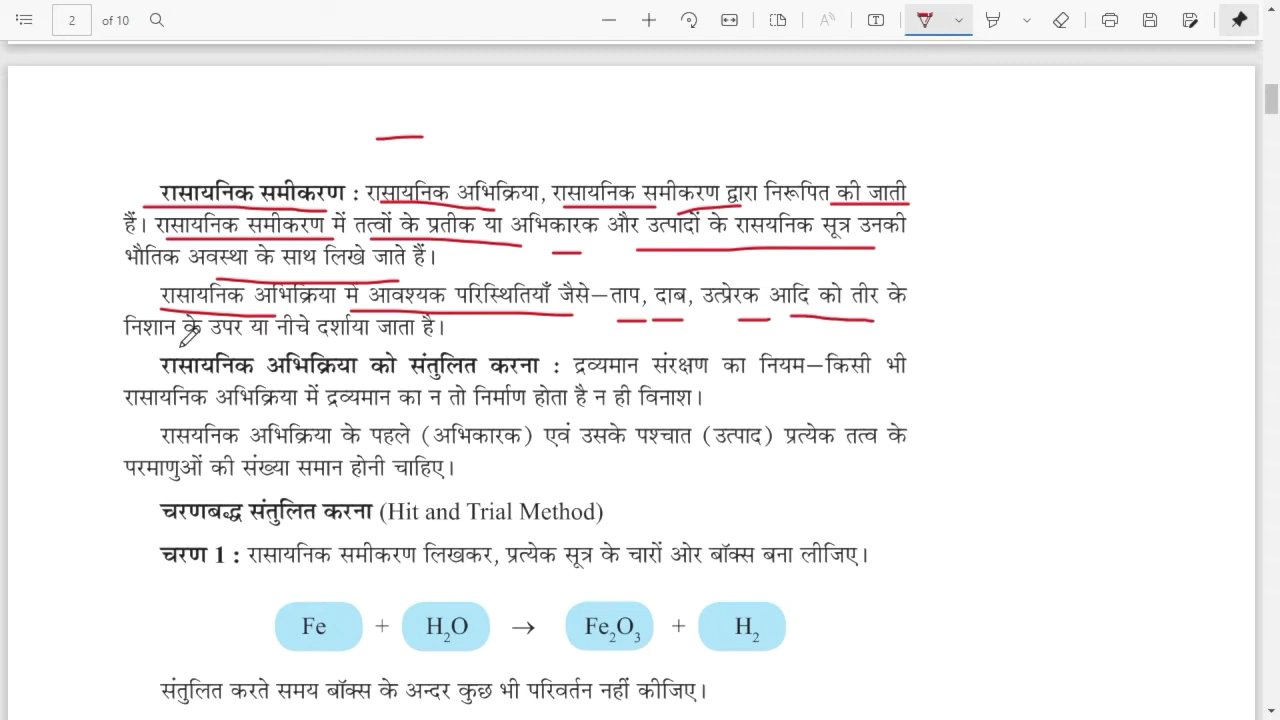 2 of 10
रासायनिक समीकरण : रासायनिक अभिक्रिया, रासायनिक समीकरण द्वारा निरूपित की जाती
हैं। रासायनिक समीकरण में तत्वों के प्रतीक या अभिकारक और उत्पादों के रासयनिक सूत्र उनकी
भौतिक अवस्था के साथ लिखे जाते हैं।
रासायनिक अभिक्रिया में आवश्यक परिस्थितियाँ जैसे–ताप, दाब, उत्प्रेरक आदि को तीर के
निशान के उपर या नीचे दर्शाया जाता है।
रासायनिक अभिक्रिया को संतुलित करना : द्रव्यमान संरक्षण का नियम–किसी भी
रासायनिक अभिक्रिया में द्रव्यमान का न तो निर्माण होता है न ही विनाश।
रासयनिक अभिक्रिया के पहले (अभिकारक) एवं उसके पश्चात (उत्पाद) प्रत्येक तत्व के
परमाणुओं की संख्या समान होनी चाहिए।
चरणबद्ध संतुलित करना (Hit and Trial Method)
चरण 1 : रासायनिक समीकरण लिखकर, प्रत्येक सूत्र के चारों ओर बॉक्स बना लीजिए।
Fe + H₂O → Fe₂O₃ + H₂
संतुलित करते समय बॉक्स के अन्दर कुछ भी परिवर्तन नहीं कीजिए।